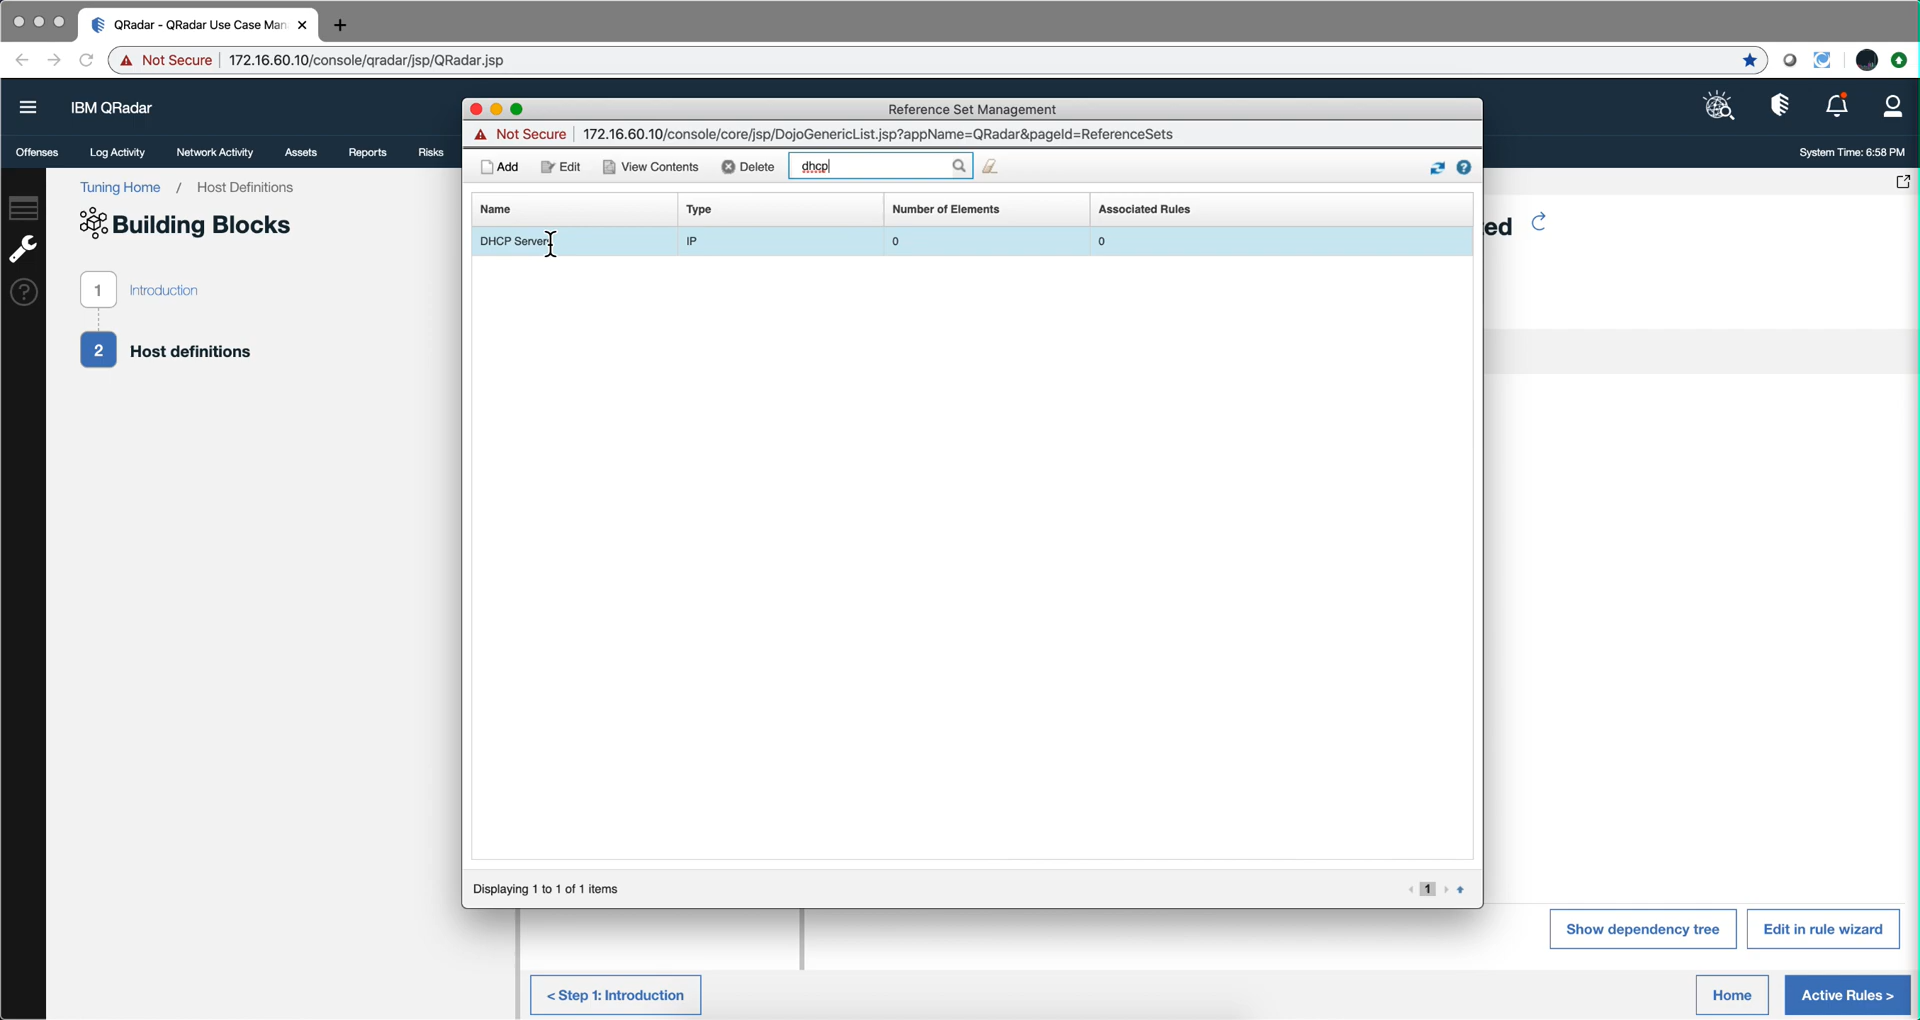 QRadar - QRadar Use Case Man
Not Secure 172.16.60.10/console/qradar/jsp/QRadar.jsp
IBM QRadar
Reference Set Management
Not Secure 172.16.60.10/console/core/jsp/DojoGenericList.jsp?appName=QRadar&pageId=ReferenceSets
Offenses Log Activity Network Activity Assets Reports Risks
System Time: 6:58 PM
Add Edit View Contents Delete dhcp
Tuning Home / Host Definitions
Building Blocks
ed
Name Type Number of Elements Associated Rules
DHCP Servers IP 0 0
1 Introduction
2 Host definitions
Displaying 1 to 1 of 1 items
1
Show dependency tree Edit in rule wizard
< Step 1: Introduction Home Active Rules >